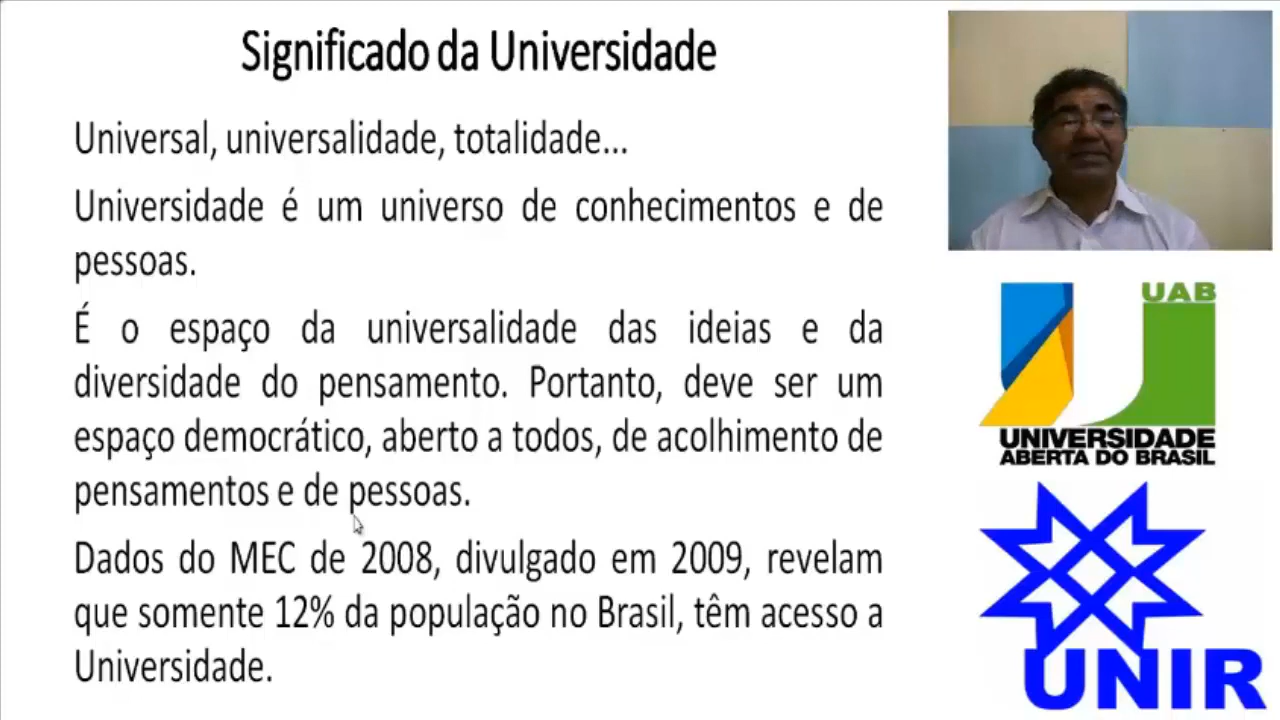 Significado da Universidade
Universal, universalidade, totalidade...
Universidade é um universo de conhecimentos e de
pessoas.
É o espaço da universalidade das ideias e da
diversidade do pensamento. Portanto, deve ser um
espaço democrático, aberto a todos, de acolhimento de
pensamentos e de pessoas.
Dados do MEC de 2008, divulgado em 2009, revelam
que somente 12% da população no Brasil, têm acesso a
Universidade.
UAB
UNIVERSIDADE
ABERTA DO BRASIL
UNIR